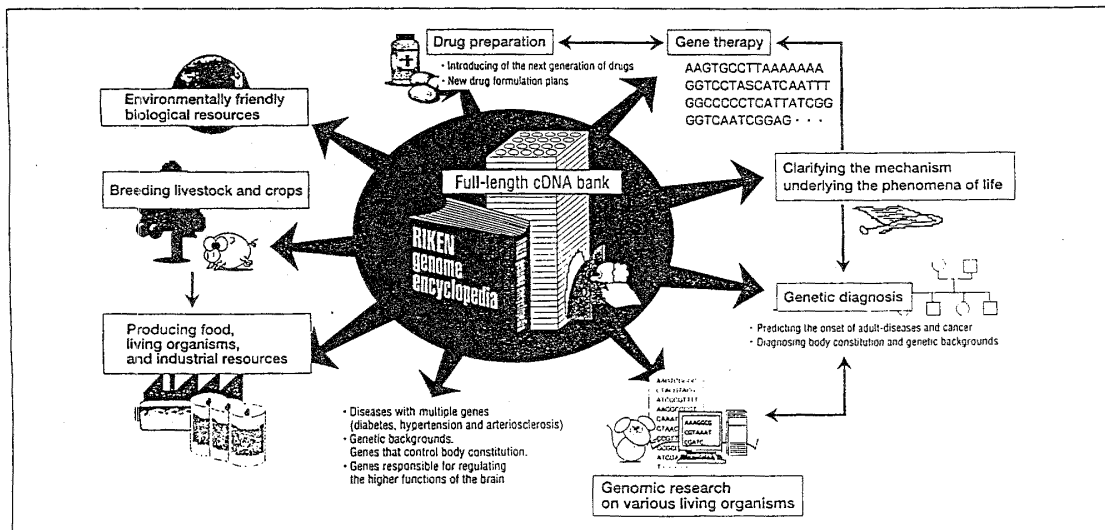 Drug preparation
• Introducing of the next generation of drugs
• New drug formulation plans
Gene therapy
AAGTGCCTTAAAAAAA
GGTCCTASCATCAATTT
GGCCCCCTCATTATCGG
GGTCAATCGGAG · · ·
Environmentally friendly
biological resources
Breeding livestock and crops
Full-length cDNA bank
RIKEN
genome
encyclopedia
Clarifying the mechanism
underlying the phenomena of life
Genetic diagnosis
• Predicting the onset of adult-diseases and cancer
• Diagnosing body constitution and genetic backgrounds
Producing food,
living organisms,
and industrial resources
• Diseases with multiple genes
(diabetes, hypertension and arteriosclerosis)
• Genetic backgrounds.
Genes that control body constitution.
• Genes responsible for regulating
the higher functions of the brain
AAAGGCG
CGTAAAT
CGATC
Genomic research
on various living organisms